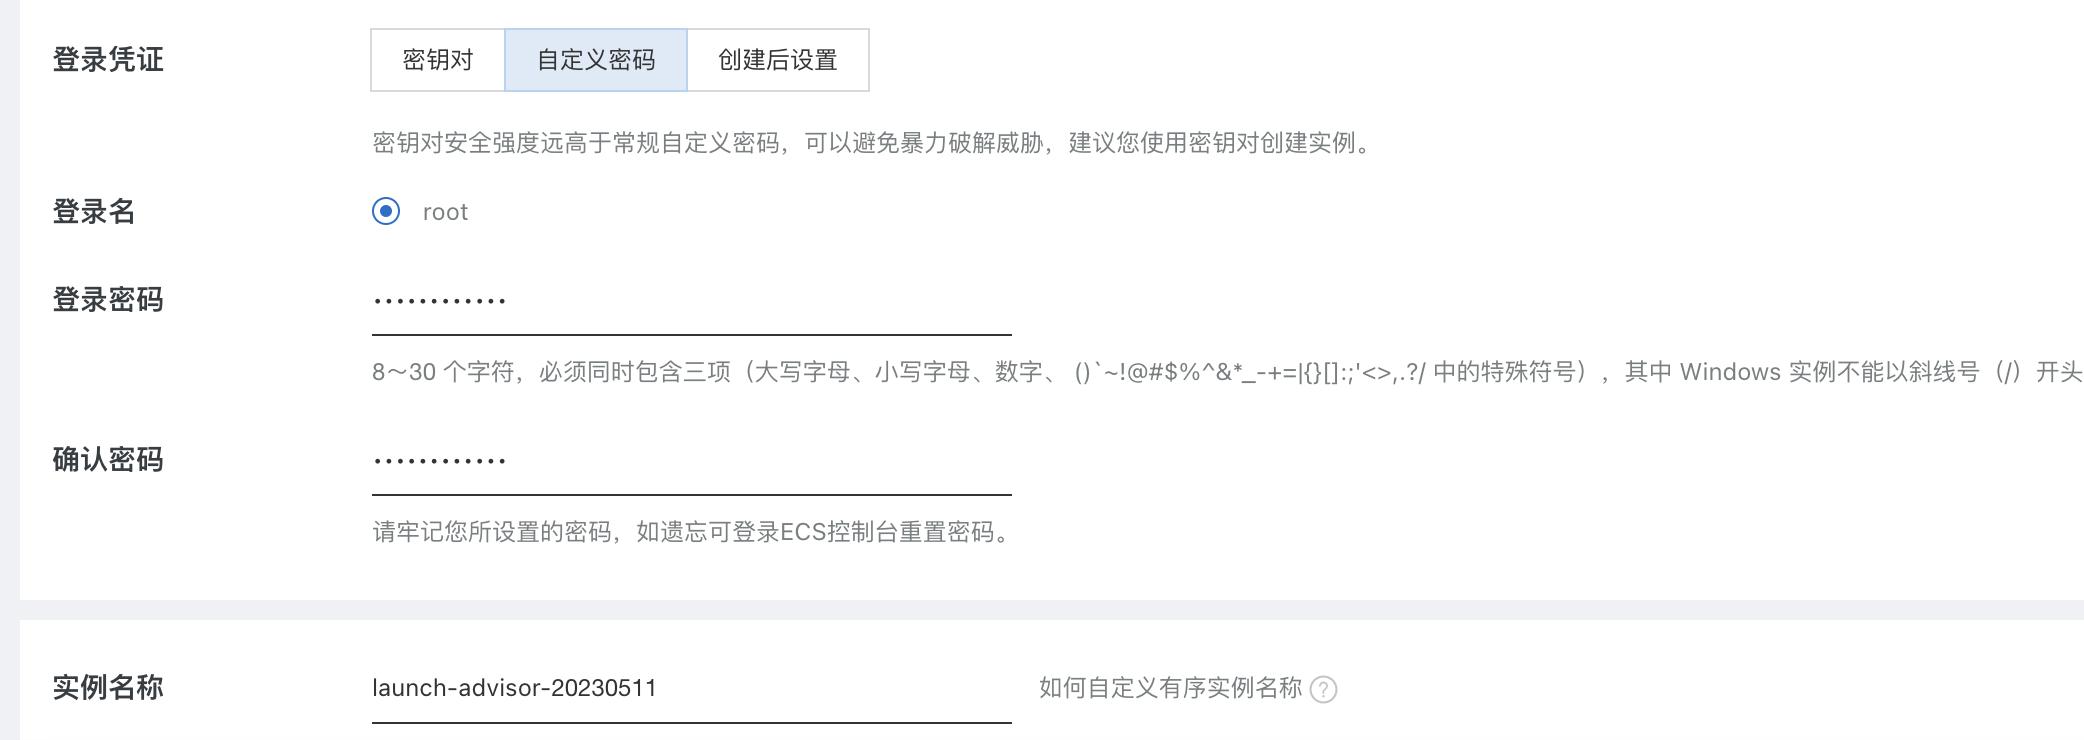 登录凭证 密钥对 自定义密码 创建后设置
密钥对安全强度远高于常规自定义密码，可以避免暴力破解威胁，建议您使用密钥对创建实例。
登录名 root
登录密码 ••••••••••••
8～30 个字符，必须同时包含三项（大写字母、小写字母、数字、 ()`~!@#$%^&*_-+=|{}[]:;'<>,.?/ 中的特殊符号），其中 Windows 实例不能以斜线号（/）开头
确认密码 ••••••••••••
请牢记您所设置的密码，如遗忘可登录ECS控制台重置密码。
实例名称 launch-advisor-20230511 如何自定义有序实例名称 ?